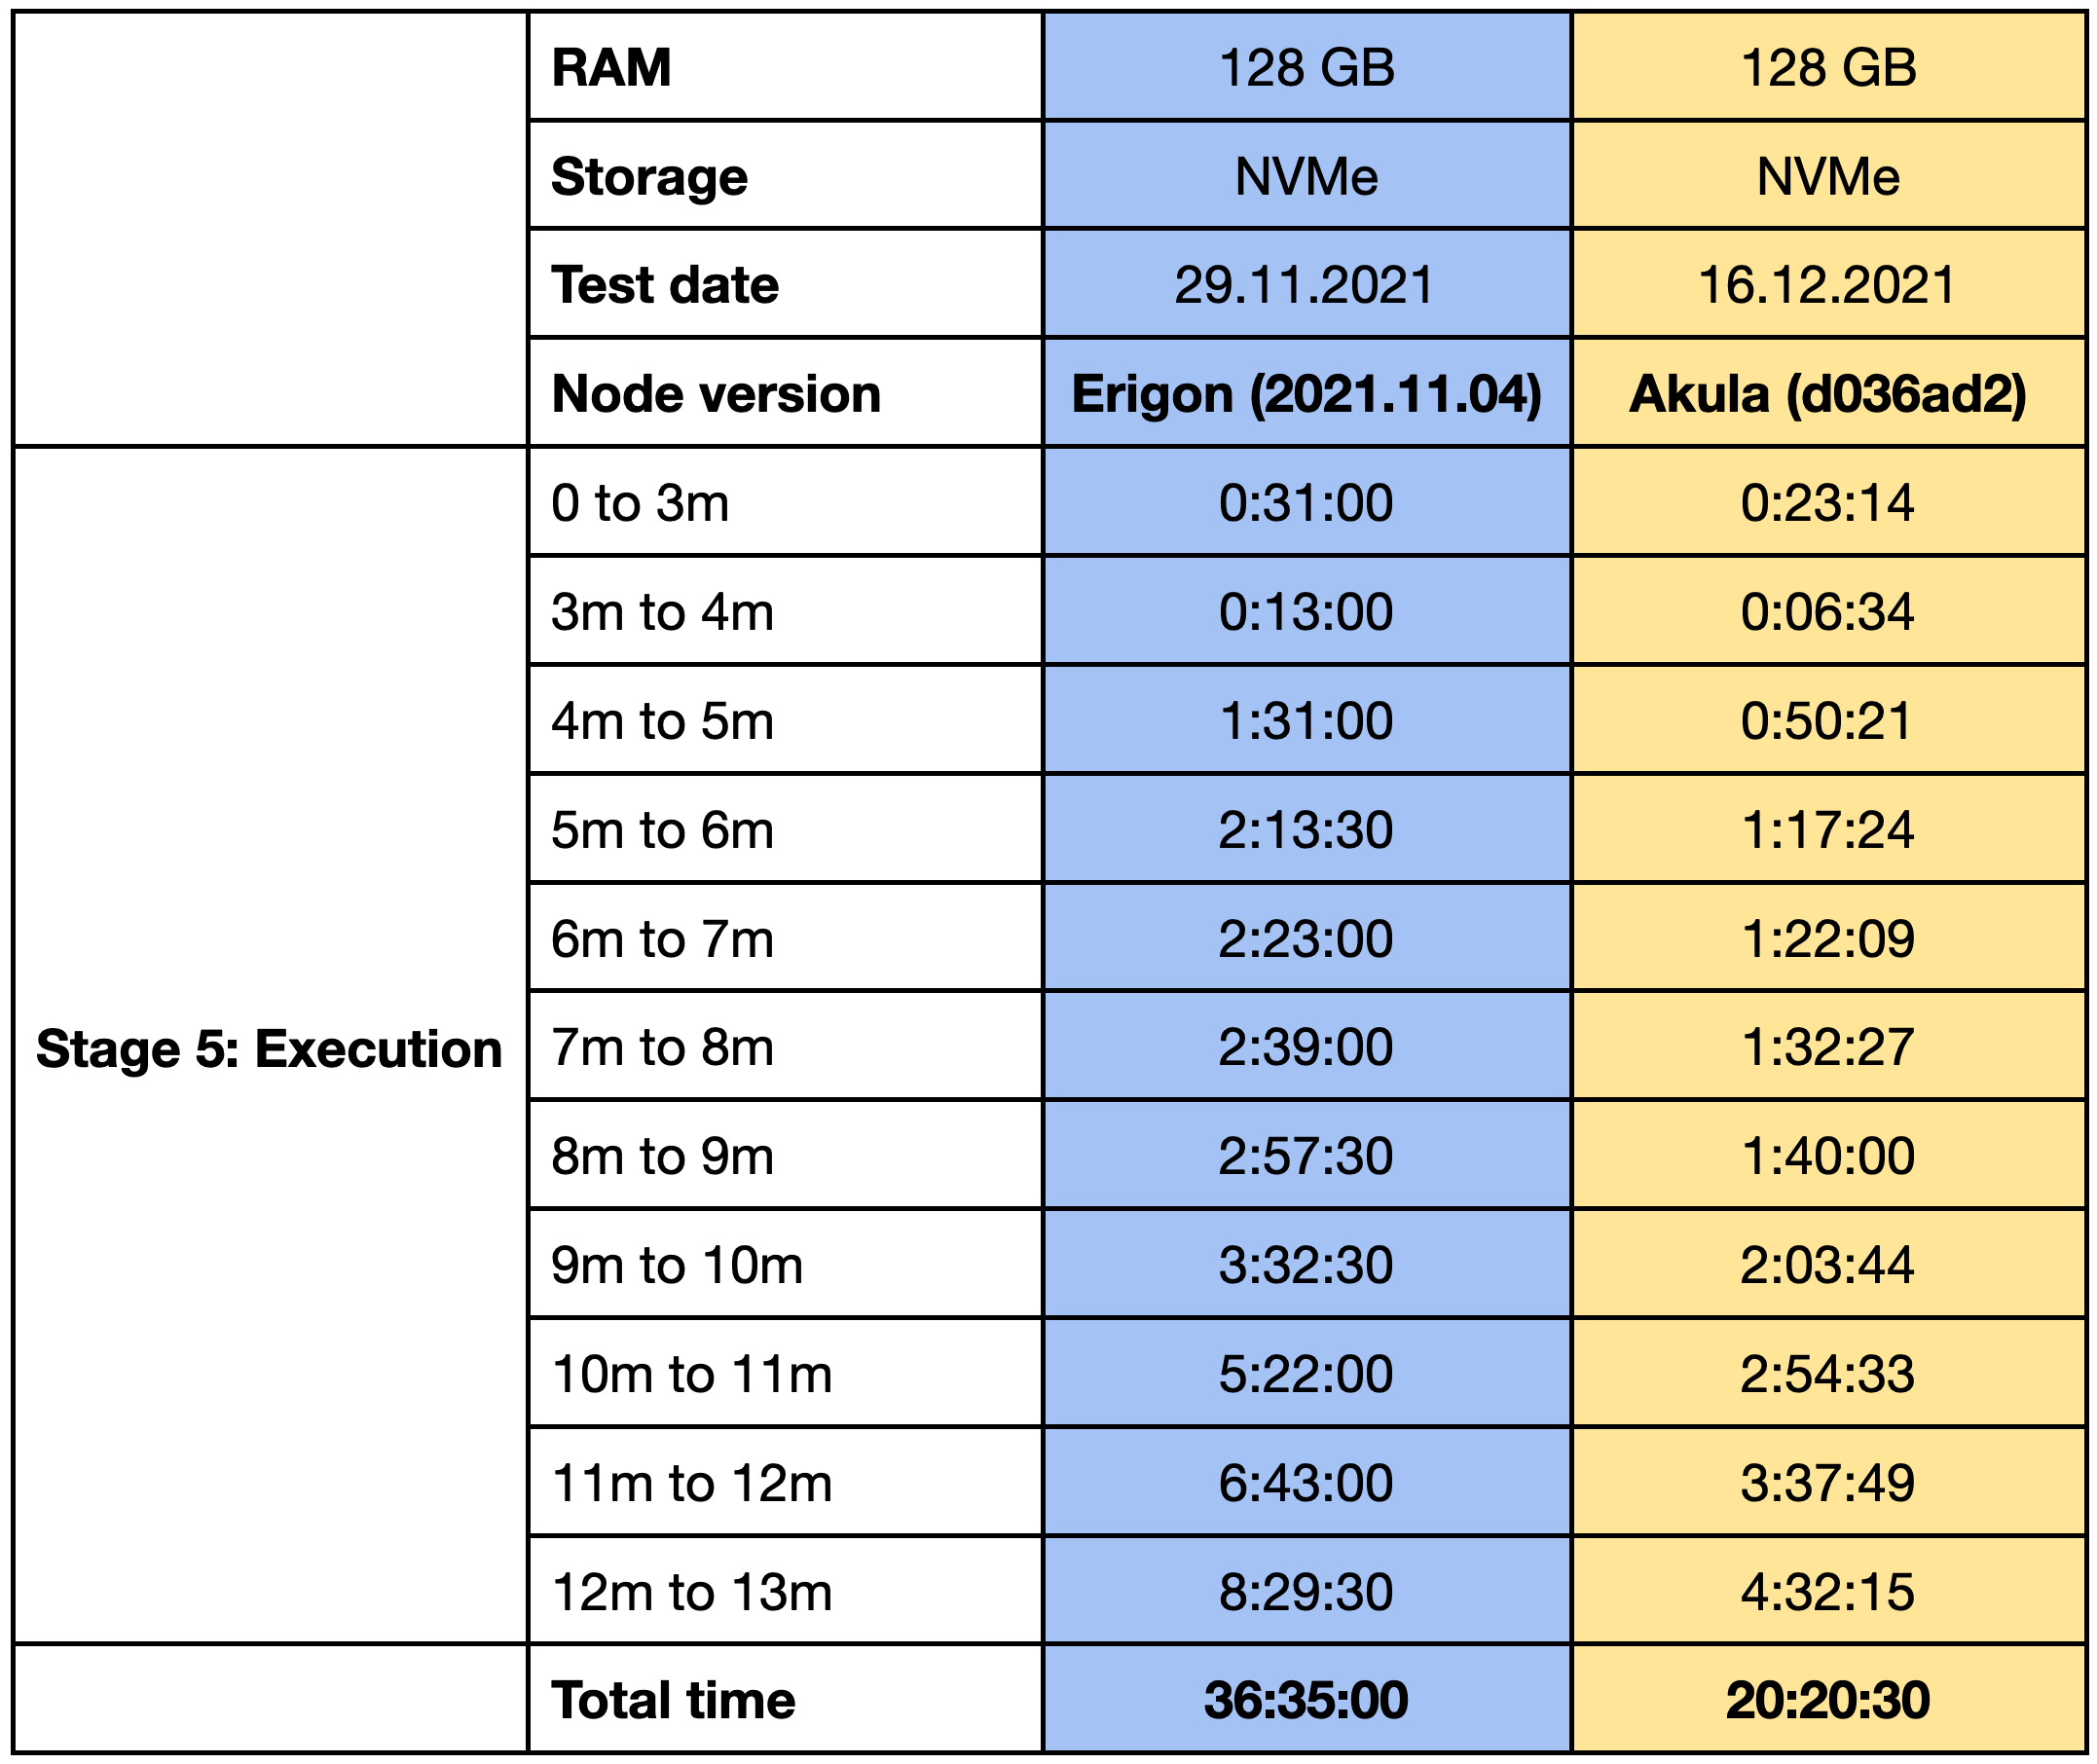 RAM 128 GB 128 GB
Storage NVMe NVMe
Test date 29.11.2021 16.12.2021
Node version Erigon (2021.11.04) Akula (d036ad2)
0 to 3m 0:31:00 0:23:14
3m to 4m 0:13:00 0:06:34
4m to 5m 1:31:00 0:50:21
5m to 6m 2:13:30 1:17:24
6m to 7m 2:23:00 1:22:09
Stage 5: Execution 7m to 8m 2:39:00 1:32:27
8m to 9m 2:57:30 1:40:00
9m to 10m 3:32:30 2:03:44
10m to 11m 5:22:00 2:54:33
11m to 12m 6:43:00 3:37:49
12m to 13m 8:29:30 4:32:15
Total time 36:35:00 20:20:30